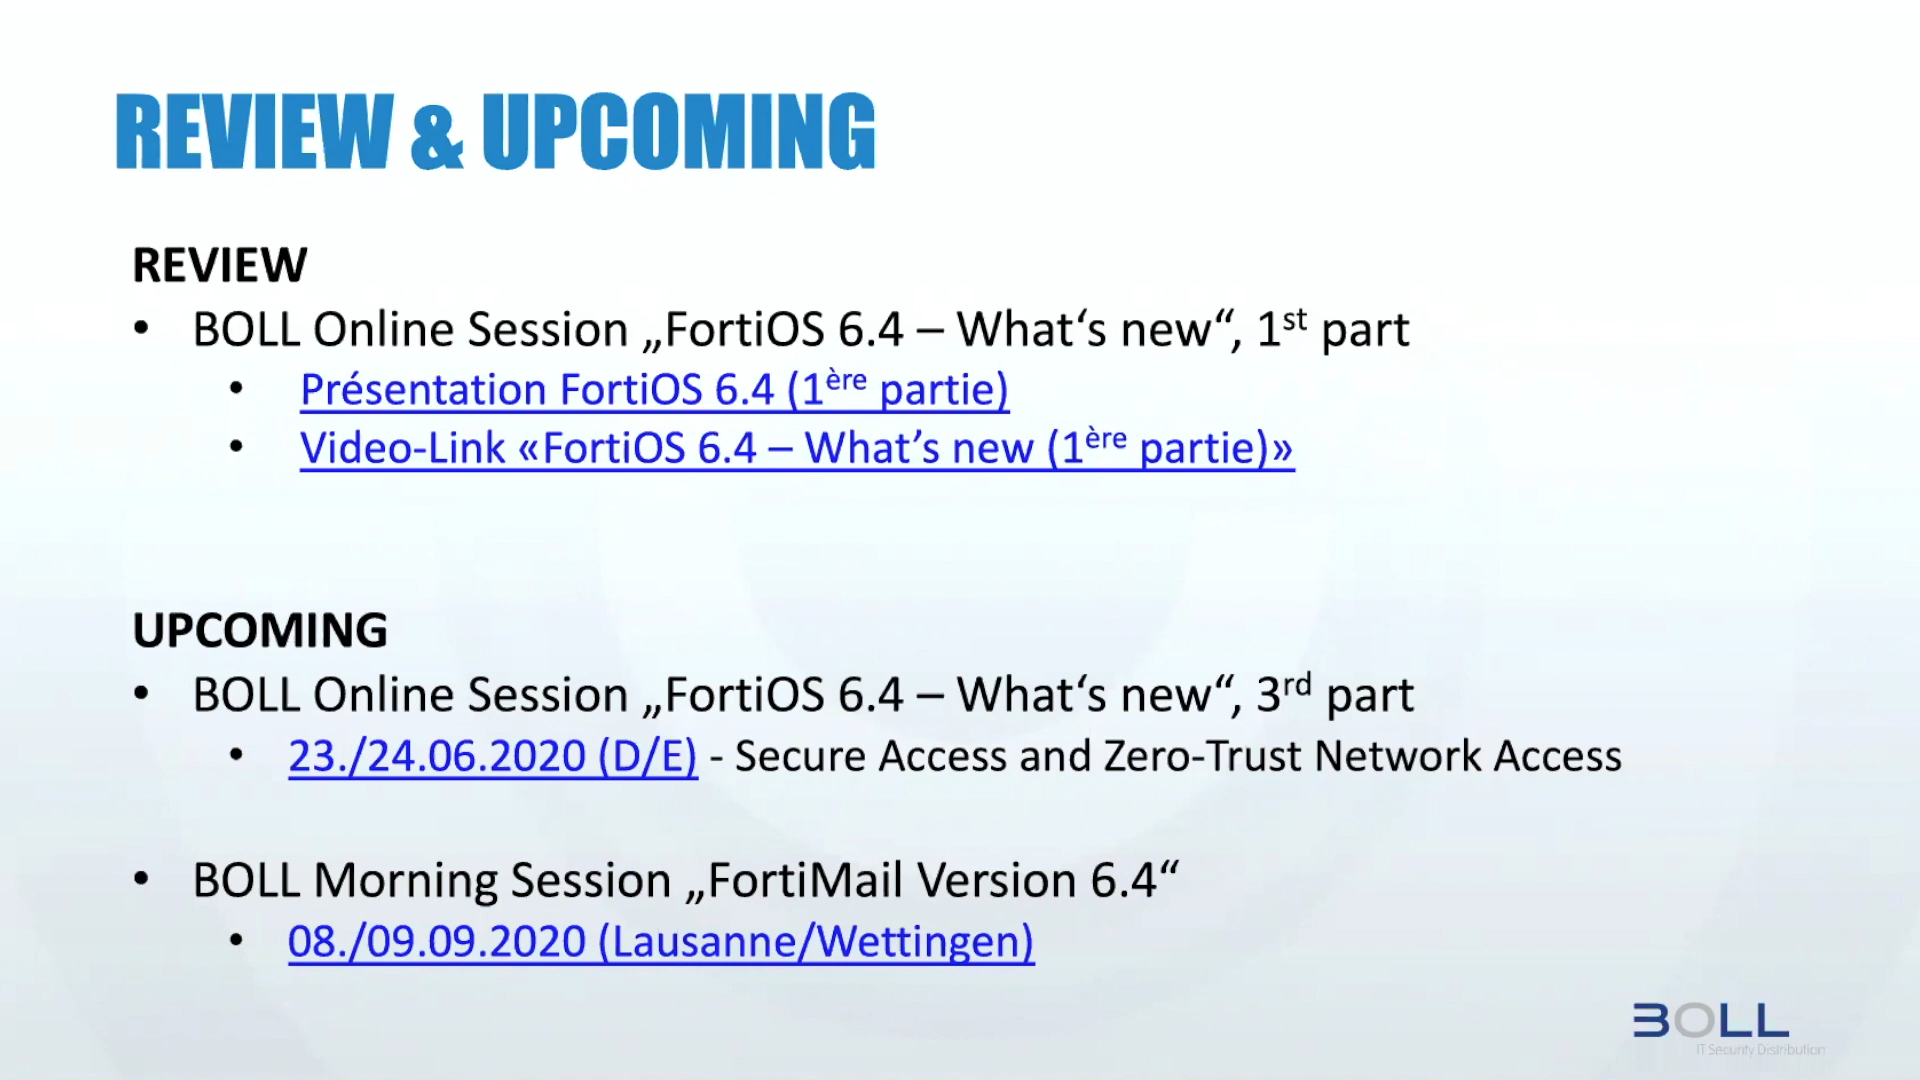 REVIEW & UPCOMING
REVIEW
• BOLL Online Session „FortiOS 6.4 – What‘s new“, 1st part
• Présentation FortiOS 6.4 (1ère partie)
• Video-Link «FortiOS 6.4 – What’s new (1ère partie)»
UPCOMING
• BOLL Online Session „FortiOS 6.4 – What‘s new“, 3rd part
• 23./24.06.2020 (D/E) - Secure Access and Zero-Trust Network Access
• BOLL Morning Session „FortiMail Version 6.4“
• 08./09.09.2020 (Lausanne/Wettingen)
BOLL
IT Security Distribution